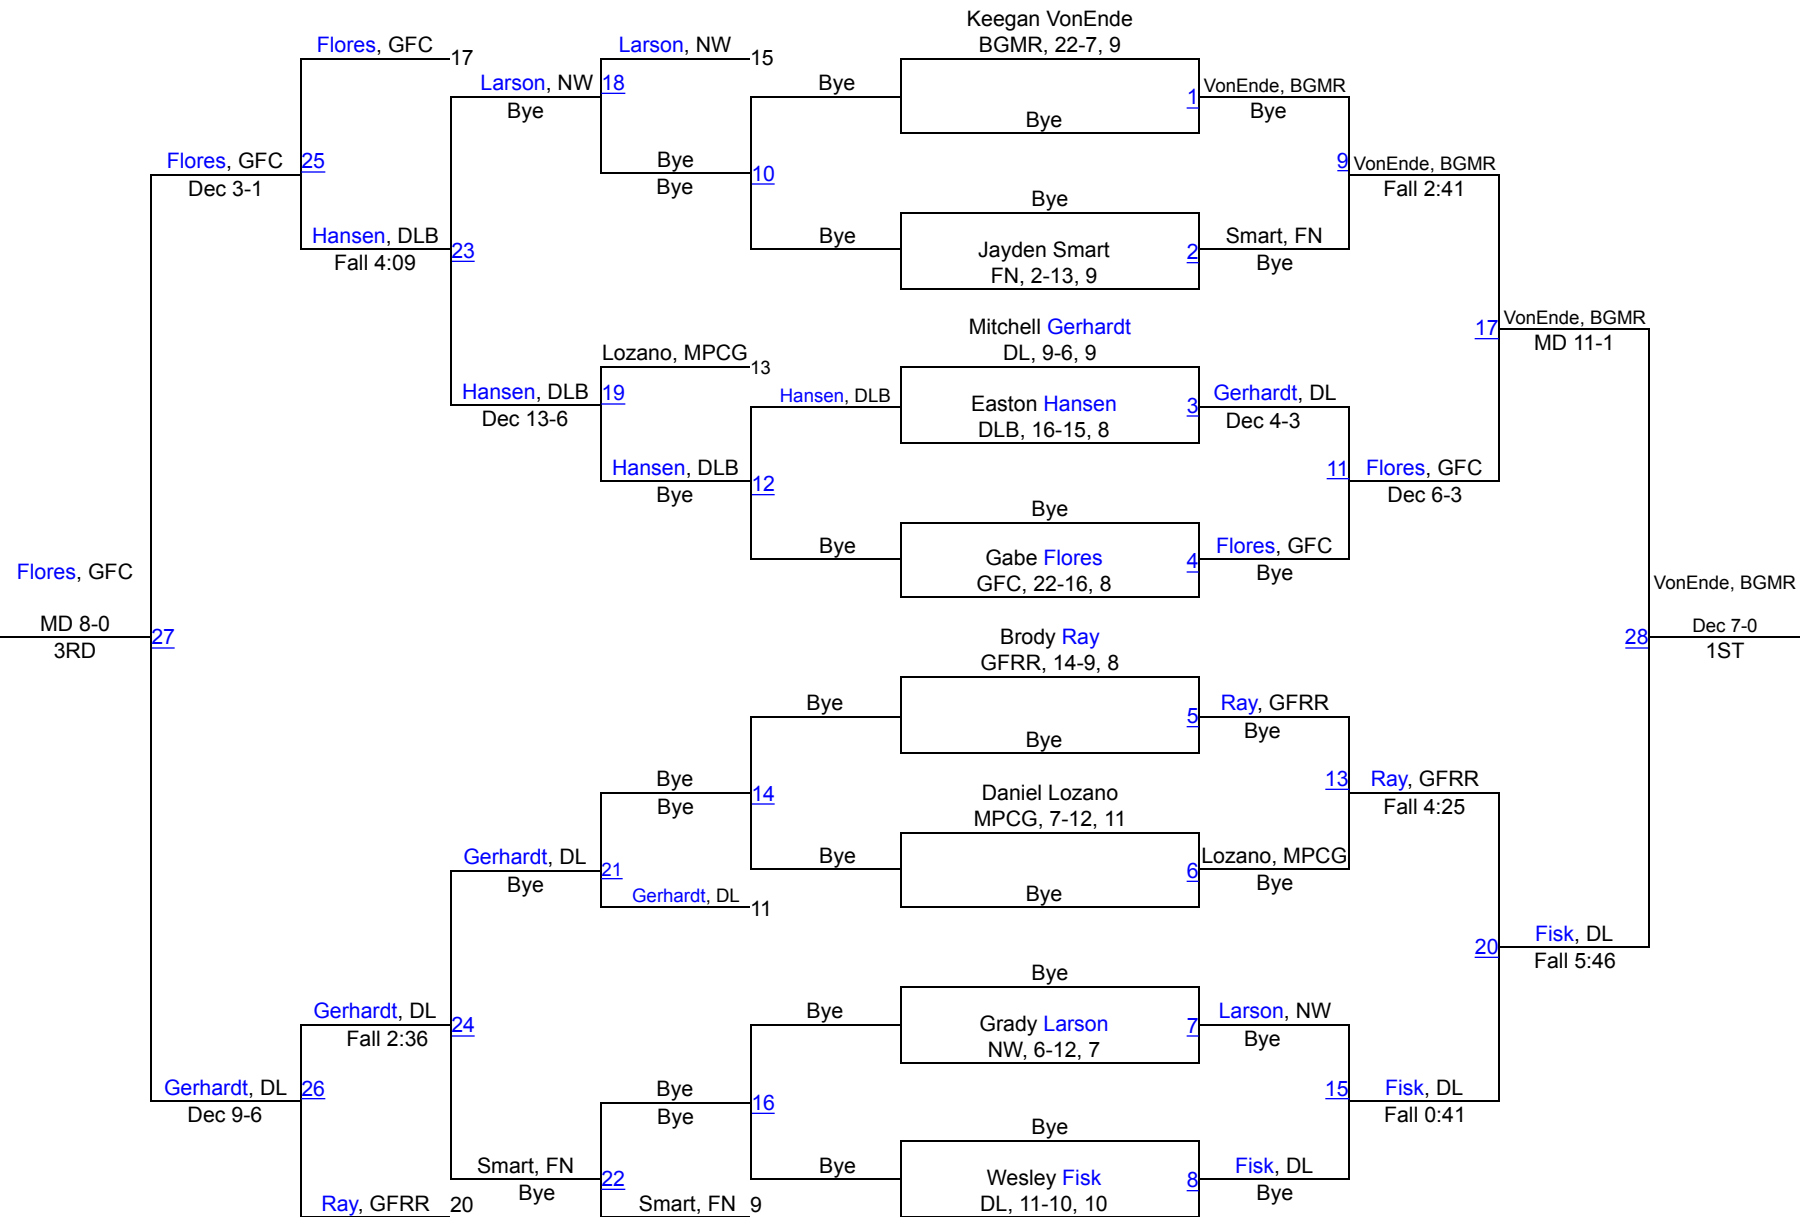 Keegan VonEnde
Flores, GFC
17
Larson, NW
15
BGMR, 22-7, 9
Larson, NW
18
Bye
Bye
1
VonEnde, BGMR
Bye
Bye
Flores, GFC
25
Dec 3-1
Bye
10
Bye
9
VonEnde, BGMR
Fall 2:41
Bye
Hansen, DLB
23
Fall 4:09
Bye
Jayden Smart
2
FN, 2-13, 9
Smart, FN
Bye
Mitchell Gerhardt
DL, 9-6, 9
17
VonEnde, BGMR
MD 11-1
Lozano, MPCG
13
Hansen, DLB
19
Dec 13-6
Hansen, DLB
Easton Hansen
3
DLB, 16-15, 8
Gerhardt, DL
Dec 4-3
Hansen, DLB
12
Bye
11
Flores, GFC
Dec 6-3
Bye
Bye
Gabe Flores
4
GFC, 22-16, 8
Flores, GFC
Bye
Flores, GFC
VonEnde, BGMR
MD 8-0
27
3RD
28
Dec 7-0
1ST
Brody Ray
GFRR, 14-9, 8
Bye
5
Bye
Ray, GFRR
Bye
Bye
14
Bye
Daniel Lozano
MPCG, 7-12, 11
13
Ray, GFRR
Fall 4:25
Gerhardt, DL
21
Bye
Bye
6
Bye
Lozano, MPCG
Bye
Gerhardt, DL
11
20
Fisk, DL
Fall 5:46
Bye
Gerhardt, DL
24
Fall 2:36
Bye
Grady Larson
7
NW, 6-12, 7
Larson, NW
Bye
Gerhardt, DL
26
Dec 9-6
Bye
16
Bye
15
Fisk, DL
Fall 0:41
Bye
Smart, FN
22
Bye
Bye
Wesley Fisk
8
DL, 11-10, 10
Fisk, DL
Bye
Ray, GFRR
20
Smart, FN
9